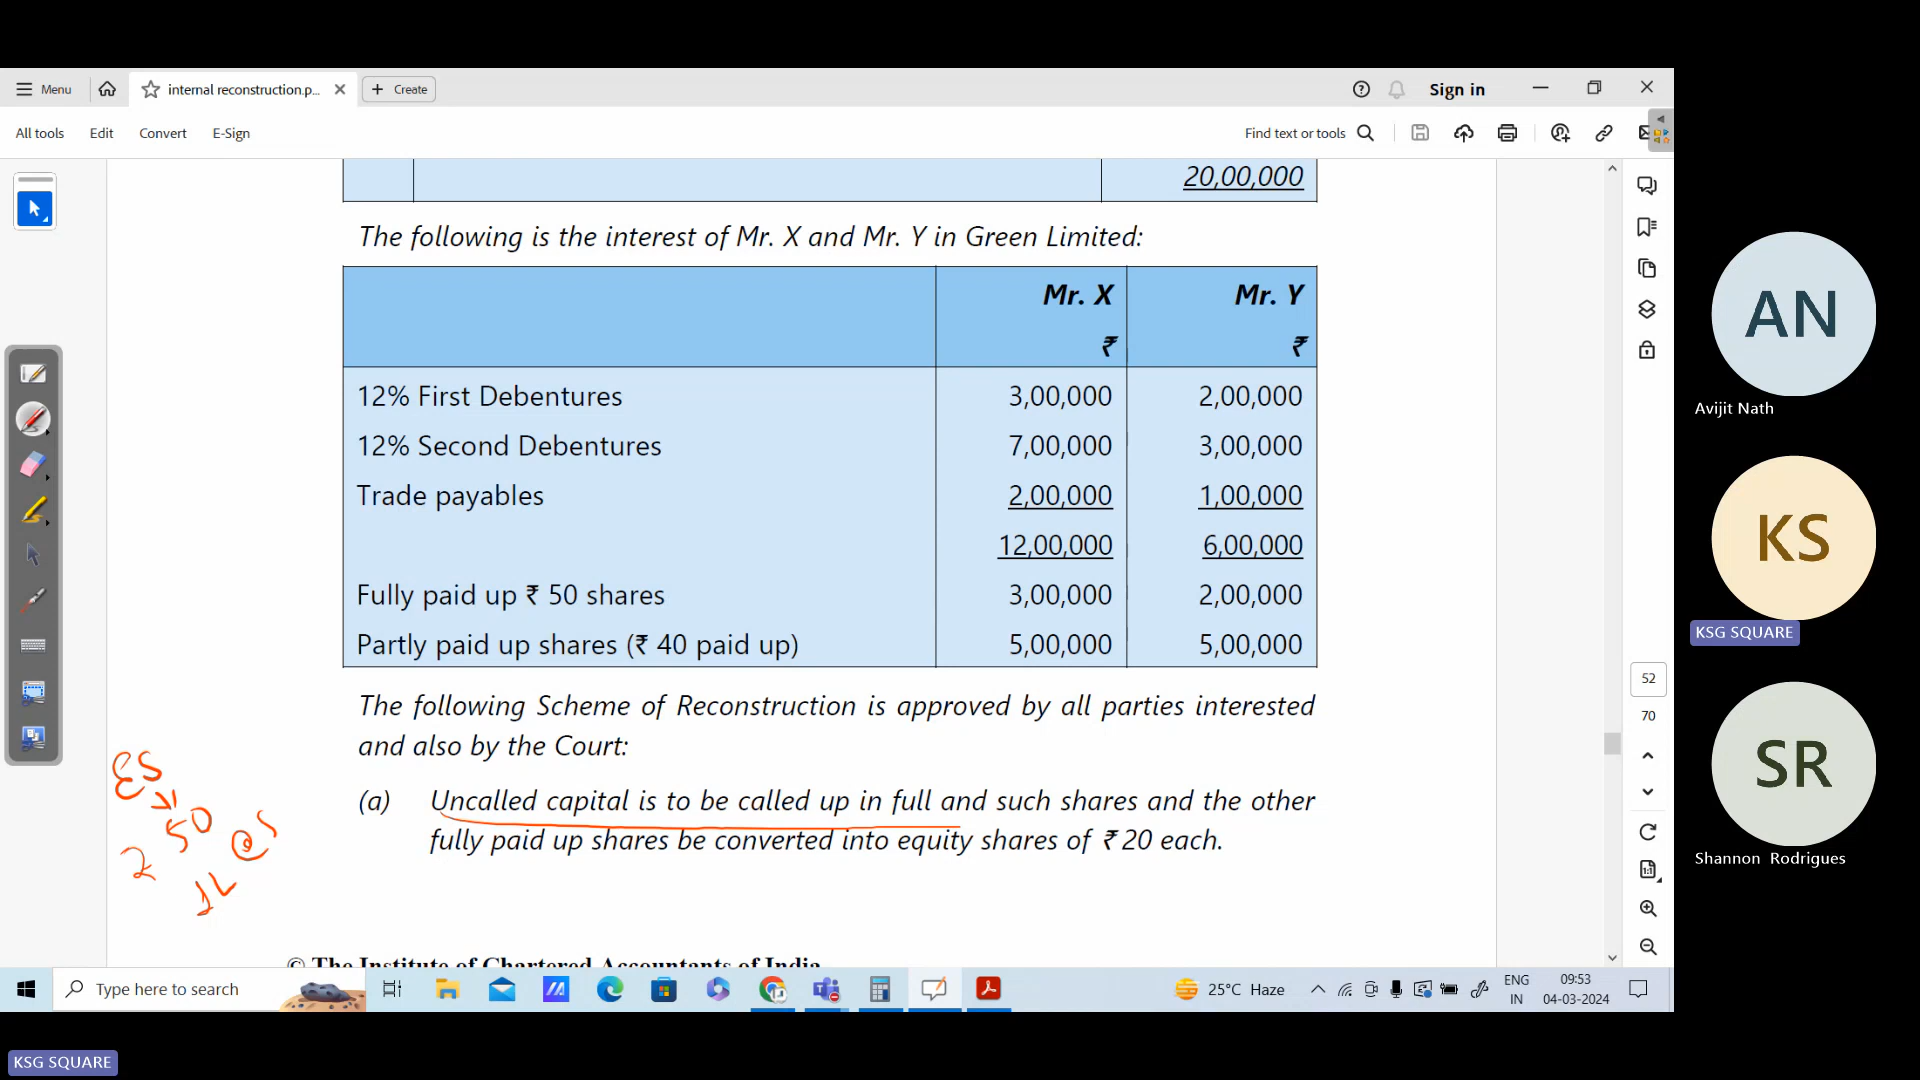 Menu
internal reconstruction.p...
Create
Sign in
All tools
Edit
Convert
E-Sign
Find text or tools
20,00,000
The following is the interest of Mr. X and Mr. Y in Green Limited:
Mr. X Mr. Y
₹ ₹
12% First Debentures 3,00,000 2,00,000
12% Second Debentures 7,00,000 3,00,000
Trade payables 2,00,000 1,00,000
12,00,000 6,00,000
Fully paid up ₹ 50 shares 3,00,000 2,00,000
Partly paid up shares (₹ 40 paid up) 5,00,000 5,00,000
The following Scheme of Reconstruction is approved by all parties interested
and also by the Court:
(a) Uncalled capital is to be called up in full and such shares and the other
fully paid up shares be converted into equity shares of ₹ 20 each.
ES
50
2
© The Institute of Chartered Accountants of India
52
70
AN
Avijit Nath
KS
KSG SQUARE
SR
Shannon Rodrigues
Type here to search
25°C Haze
ENG
IN
09:53
04-03-2024
KSG SQUARE